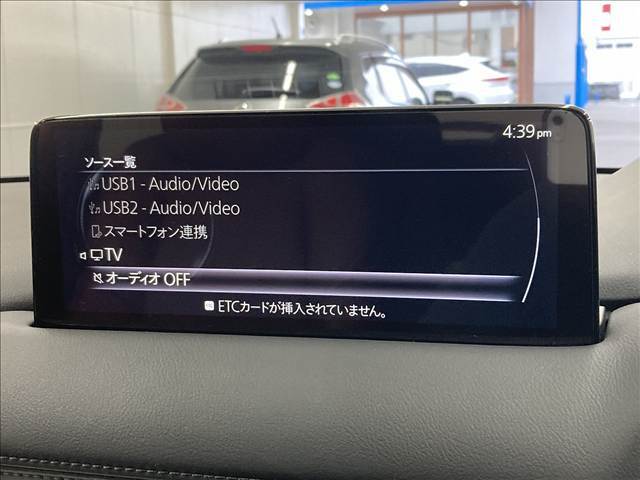 4:39 pm
ソース一覧
USB1 - Audio/Video
USB2 - Audio/Video
スマートフォン連携
TV
オーディオ OFF
ETCカードが挿入されていません。